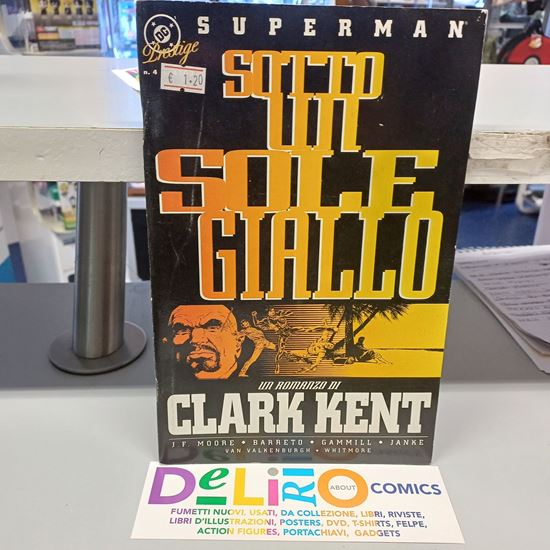 SUPERMAN
DC
Prestige
n. 4
€ 1.20
SOTTO
UN
SOLE
GIALLO
UN ROMANZO DI
CLARK KENT
J.F. MOORE • BARRETO • GAMMILL • JANKE
VAN VALKENBURGH • WHITMORE
DeLiRiO ABOUT COMICS
FUMETTI NUOVI, USATI, DA COLLEZIONE, LIBRI, RIVISTE,
LIBRI D'ILLUSTRAZIONI, POSTERS, DVD, T-SHIRTS, FELPE,
ACTION FIGURES, PORTACHIAVI, GADGETS